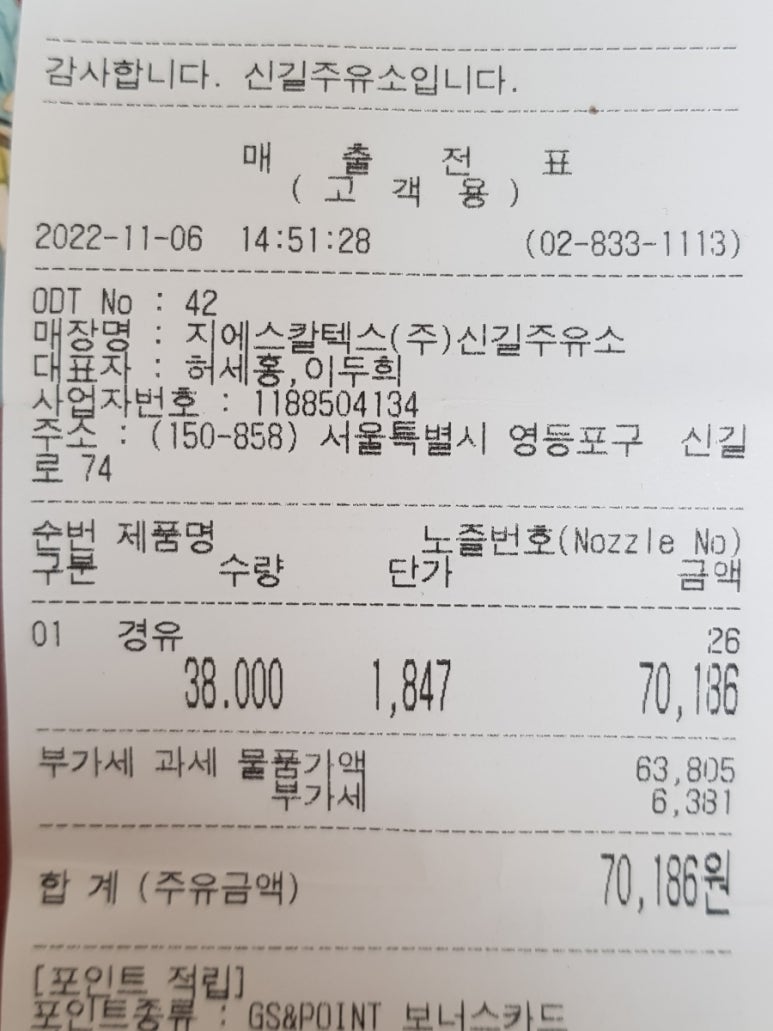 감사합니다. 신길주유소입니다.
매 출 전 표
( 고 객 용 )
2022-11-06 14:51:28 (02-833-1113)
ODT No : 42
매장명 : 지에스칼텍스(주)신길주유소
대표자 : 허세홍,이두희
사업자번호 : 1188504134
주소 : (150-858) 서울특별시 영등포구 신길
로 74
순번 제품명 노즐번호(Nozzle No)
구분 수량 단가 금액
01 경유 26
38.000 1,847 70,186
부가세 과세 물품가액 63,805
부가세 6,381
합 계 (주유금액) 70,186원
[포인트 적립]
포인트종류 : GS&POINT 보너스카드